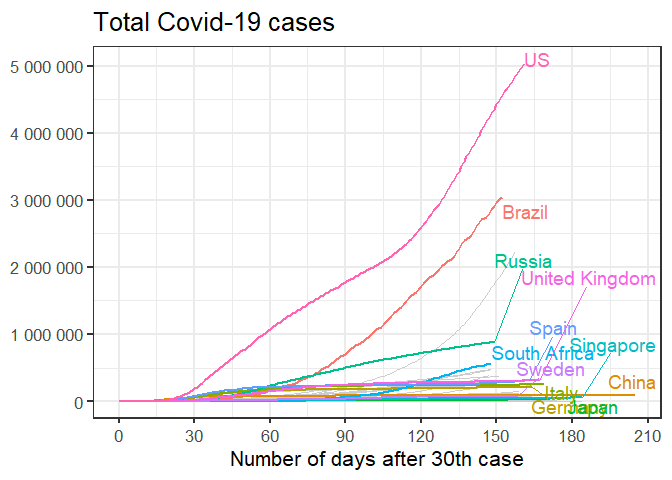 Total Covid-19 cases
5 000 000
4 000 000
3 000 000
2 000 000
1 000 000
0
US
Brazil
Russia
United Kingdom
Spain
Singapore
South Africa
Sweden
China
Italy
Germany
Japan
0 30 60 90 120 150 180 210
Number of days after 30th case